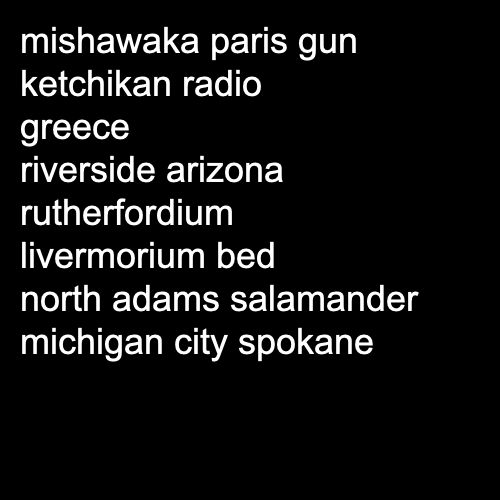 mishawaka paris gun
ketchikan radio
greece
riverside arizona
rutherfordium
livermorium bed
north adams salamander
michigan city spokane